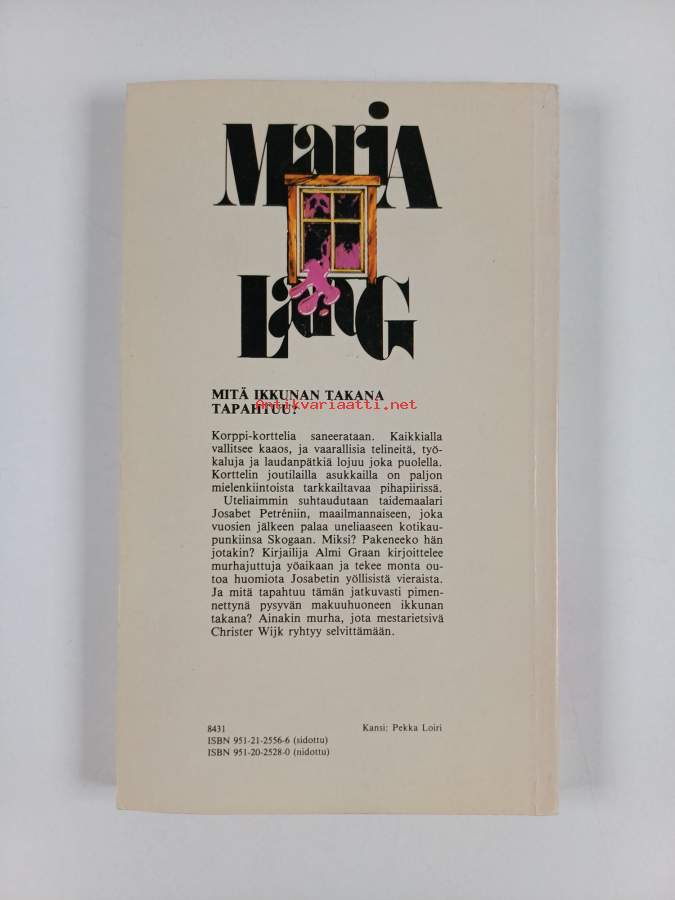 Maria
Lang
MITÄ IKKUNAN TAKANA
TAPAHTUU?
Antikvariaatti.net
Korppi-korttelia saneerataan. Kaikkialla
vallitsee kaaos, ja vaarallisia telineitä, työ-
kaluja ja laudanpätkiä lojuu joka puolella.
Korttelin joutilailla asukkailla on paljon
mielenkiintoista tarkkailtavaa pihapiirissä.
Uteliaimmin suhtaudutaan taidemaalari
Josabet Petréniin, maailmannaiseen, joka
vuosien jälkeen palaa uneliaaseen kotikau-
punkiinsa Skogaan. Miksi? Pakeneeko hän
jotakin? Kirjailija Almi Graan kirjoittelee
murhajuttuja yöaikaan ja tekee monta ou-
toa huomiota Josabetin yöllisistä vieraista.
Ja mitä tapahtuu tämän jatkuvasti pimen-
nettynä pysyvän makuuhuoneen ikkunan
takana? Ainakin murha, jota mestarietsivä
Christer Wijk ryhtyy selvittämään.
8431
Kansi: Pekka Loiri
ISBN 951-21-2556-6 (sidottu)
ISBN 951-20-2528-0 (nidottu)